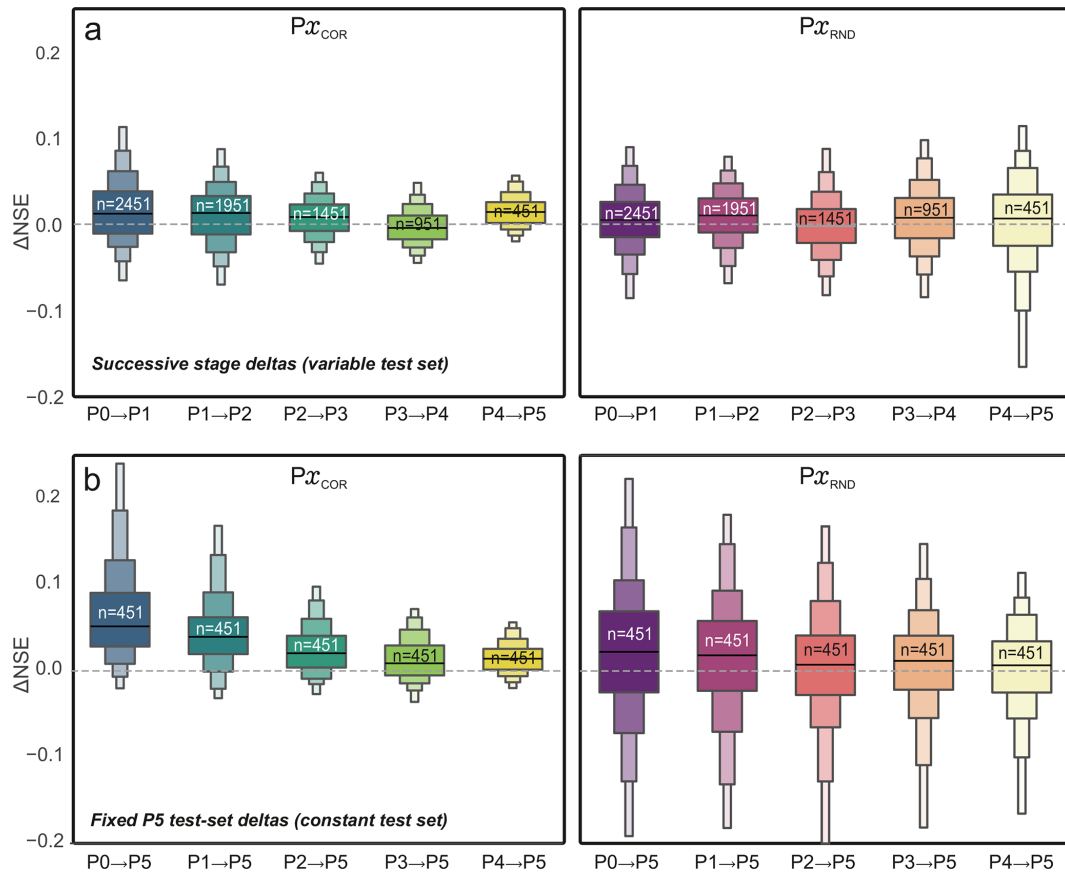 a
Px_COR
Px_RND
0.2
0.1
0.0
−0.1
−0.2
ΔNSE
n=2451
n=1951
n=1451
n=951
n=451
n=2451
n=1951
n=1451
n=951
n=451
Successive stage deltas (variable test set)
P0→P1
P1→P2
P2→P3
P3→P4
P4→P5
P0→P1
P1→P2
P2→P3
P3→P4
P4→P5
b
Px_COR
Px_RND
0.2
0.1
0.0
−0.1
−0.2
ΔNSE
n=451
n=451
n=451
n=451
n=451
n=451
n=451
n=451
n=451
n=451
Fixed P5 test-set deltas (constant test set)
P0→P5
P1→P5
P2→P5
P3→P5
P4→P5
P0→P5
P1→P5
P2→P5
P3→P5
P4→P5